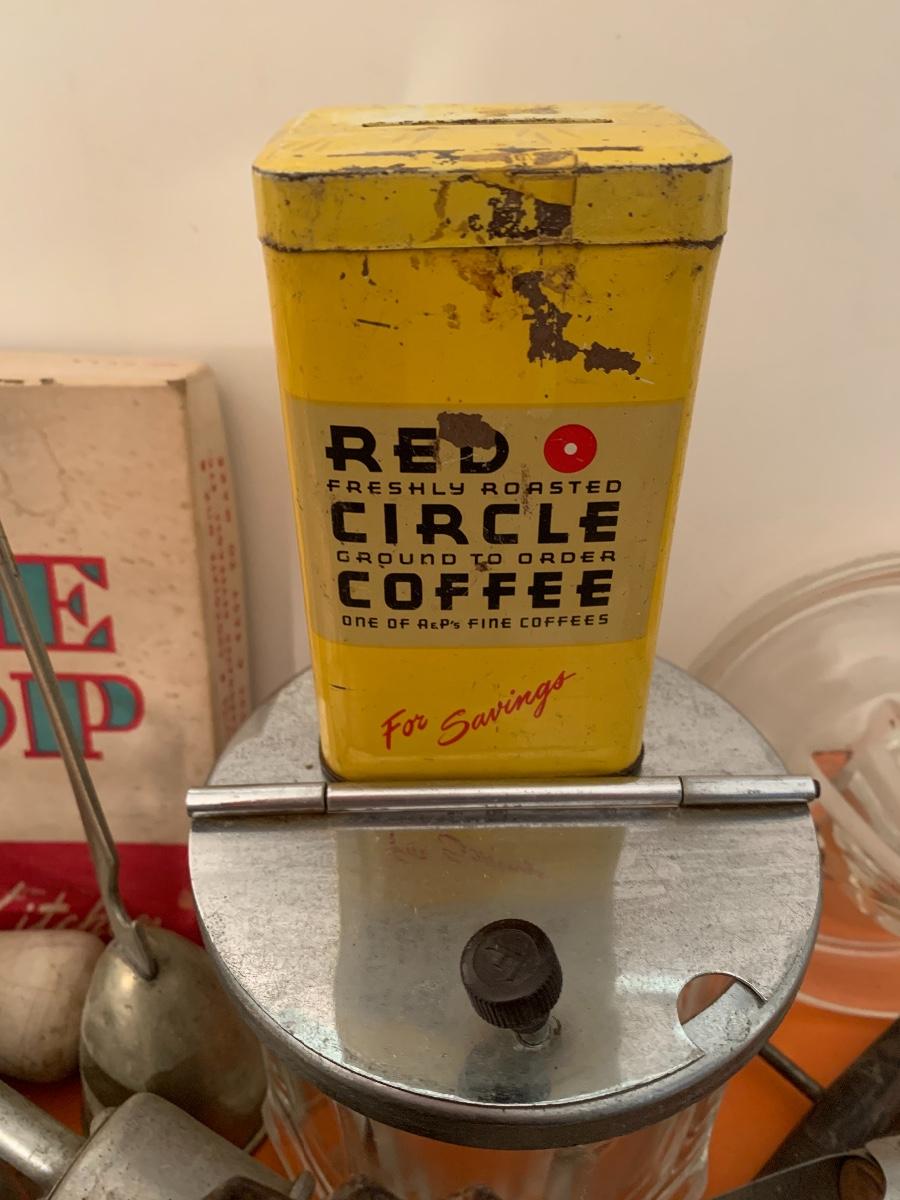 RED
FRESHLY ROASTED
CIRCLE
GROUND TO ORDER
COFFEE
ONE OF A&P's FINE COFFEES
For Savings